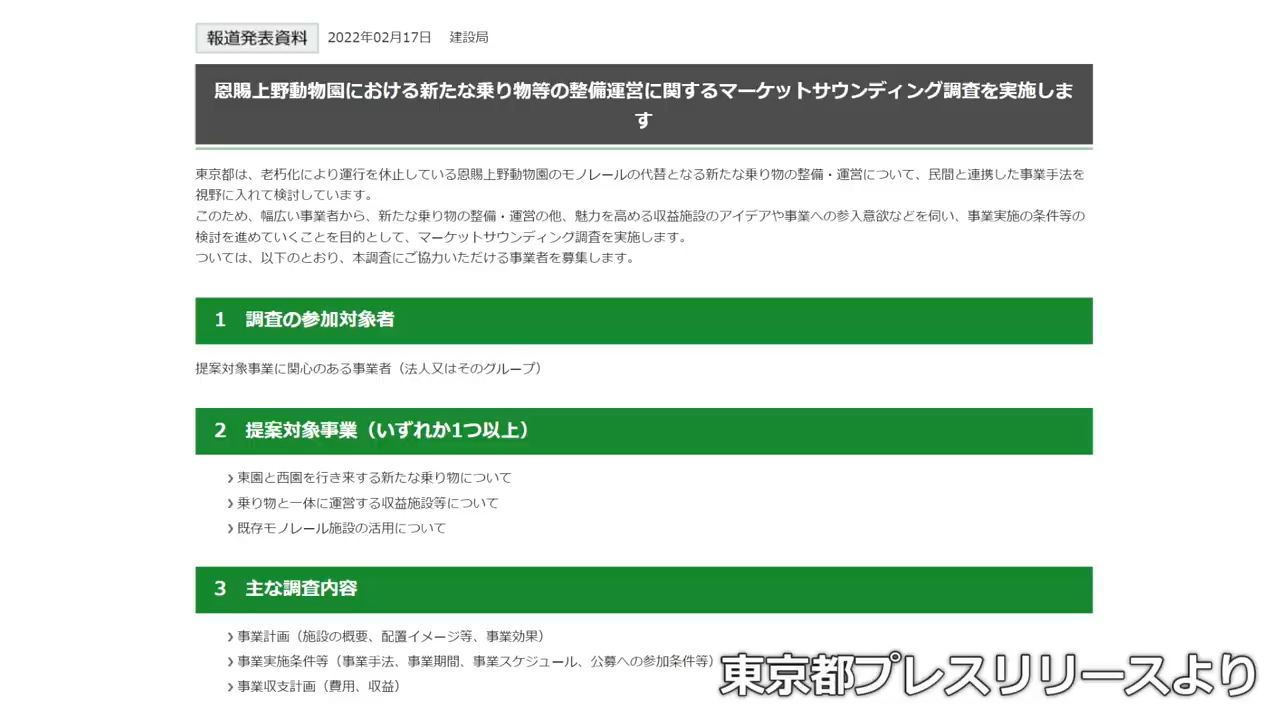 報道発表資料 2022年02月17日 建設局
恩賜上野動物園における新たな乗り物等の整備運営に関するマーケットサウンディング調査を実施しま
す
東京都は、老朽化により運行を休止している恩賜上野動物園のモノレールの代替となる新たな乗り物の整備・運営について、民間と連携した事業手法を
視野に入れて検討しています。
このため、幅広い事業者から、新たな乗り物の整備・運営の他、魅力を高める収益施設のアイデアや事業への参入意欲などを伺い、事業実施の条件等の
検討を進めていくことを目的として、マーケットサウンディング調査を実施します。
ついては、以下のとおり、本調査にご協力いただける事業者を募集します。
1 調査の参加対象者
提案対象事業に関心のある事業者（法人又はそのグループ）
2 提案対象事業（いずれか1つ以上）
› 東園と西園を行き来する新たな乗り物について
› 乗り物と一体に運営する収益施設等について
› 既存モノレール施設の活用について
3 主な調査内容
› 事業計画（施設の概要、配置イメージ等、事業効果）
› 事業実施条件等（事業手法、事業期間、事業スケジュール、公募への参加条件等）
› 事業収支計画（費用、収益）
東京都プレスリリースより